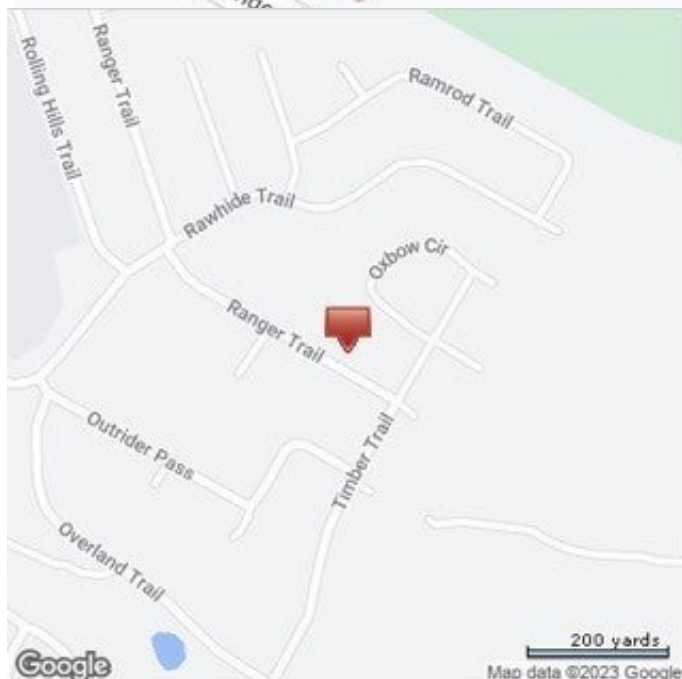 Rolling Hills Trail
Ranger Trail
Ramrod Trail
Rawhide Trail
Oxbow Cir
Ranger Trail
Outrider Pass
Timber Trail
Overland Trail
200 yards
Google
Map data ©2023 Google